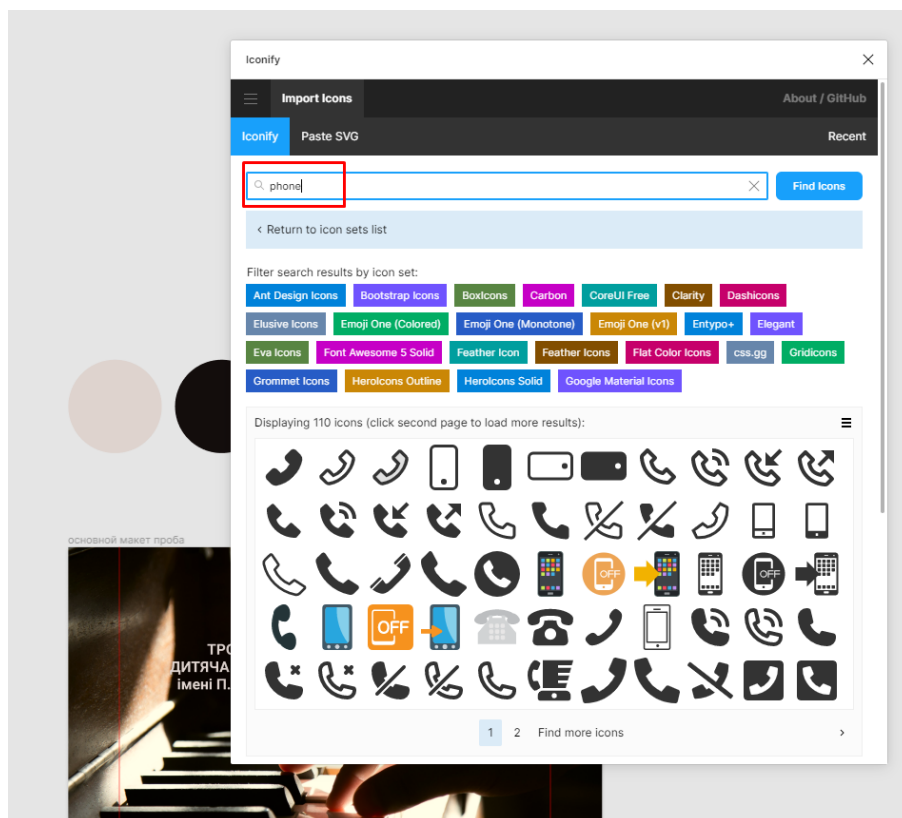 Iconify
Import Icons About / GitHub
Iconify Paste SVG Recent
phone Find Icons
< Return to icon sets list
Filter search results by icon set:
Ant Design Icons Bootstrap Icons BoxIcons Carbon CoreUI Free Clarity Dashicons
Elusive Icons Emoji One (Colored) Emoji One (Monotone) Emoji One (v1) Entypo+ Elegant
Eva Icons Font Awesome 5 Solid Feather Icon Feather Icons Flat Color Icons css.gg Gridicons
Grommet Icons HeroIcons Outline HeroIcons Solid Google Material Icons
Displaying 110 icons (click second page to load more results):
основной макет проба
OFF OFF
OFF
ДИТЯЧА
імені П.
1 2 Find more icons >